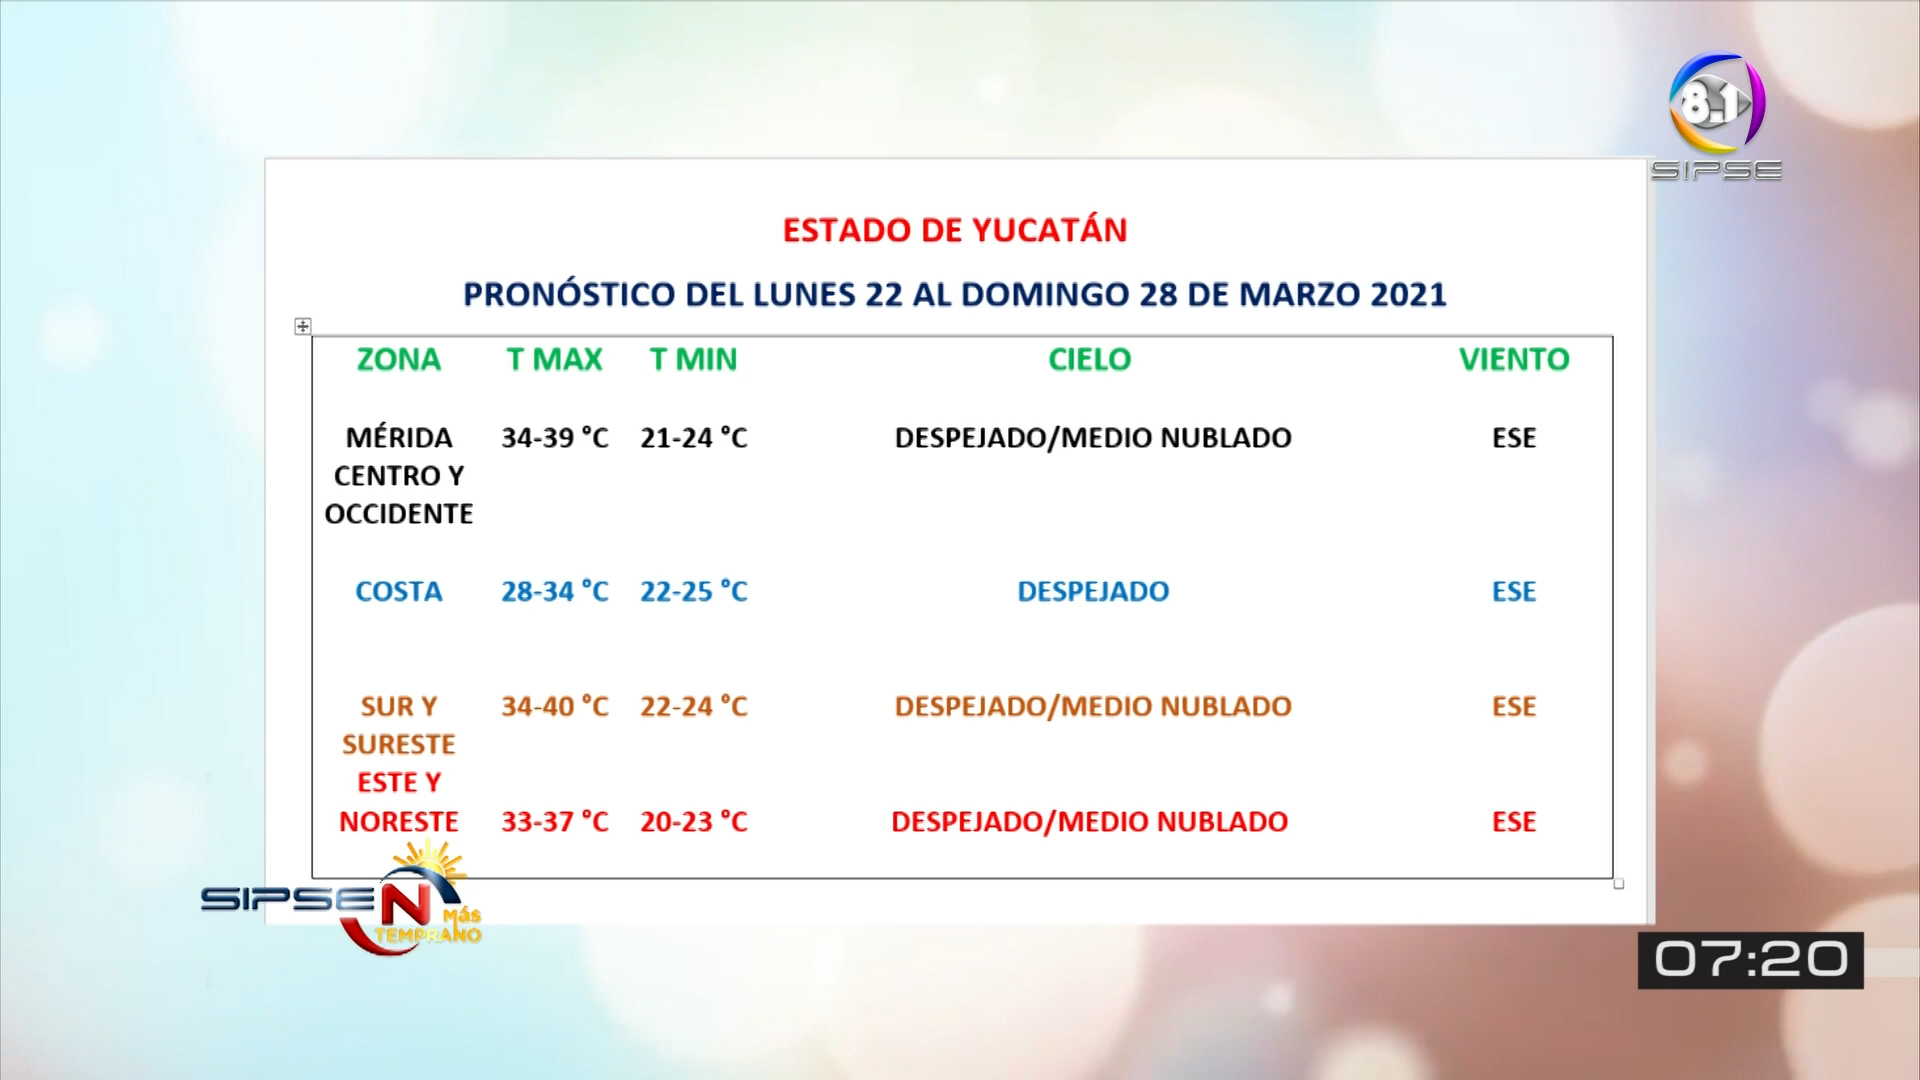 8.1
SIPSE
ESTADO DE YUCATÁN
PRONÓSTICO DEL LUNES 22 AL DOMINGO 28 DE MARZO 2021
ZONA T MAX T MIN CIELO VIENTO
MÉRIDA 34-39 °C 21-24 °C DESPEJADO/MEDIO NUBLADO ESE
CENTRO Y
OCCIDENTE
COSTA 28-34 °C 22-25 °C DESPEJADO ESE
SUR Y 34-40 °C 22-24 °C DESPEJADO/MEDIO NUBLADO ESE
SURESTE
ESTE Y
NORESTE 33-37 °C 20-23 °C DESPEJADO/MEDIO NUBLADO ESE
SIPSE N
MÁS
TEMPRANO
07:20